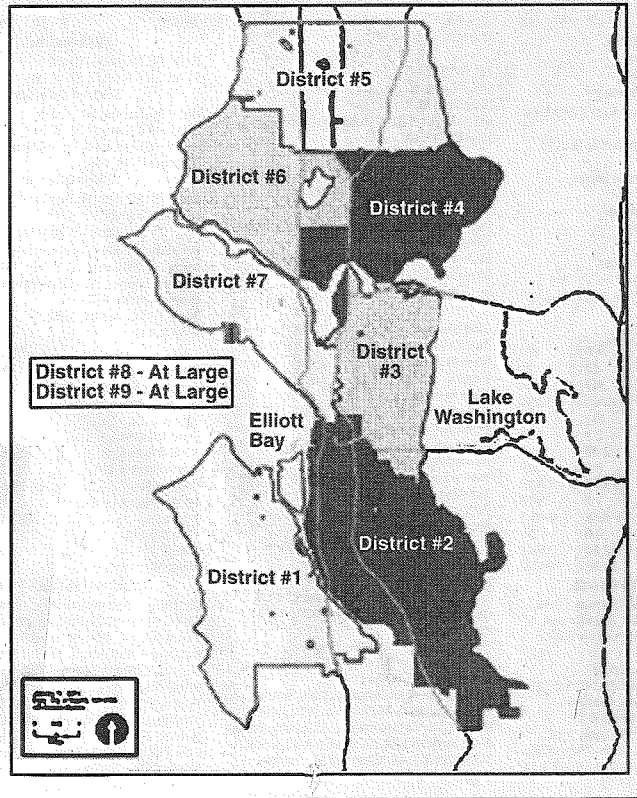 District #5
District #6
District #4
District #7
District #3
District #8 - At Large
District #9 - At Large
Lake
Washington
Elliott
Bay
District #2
District #1